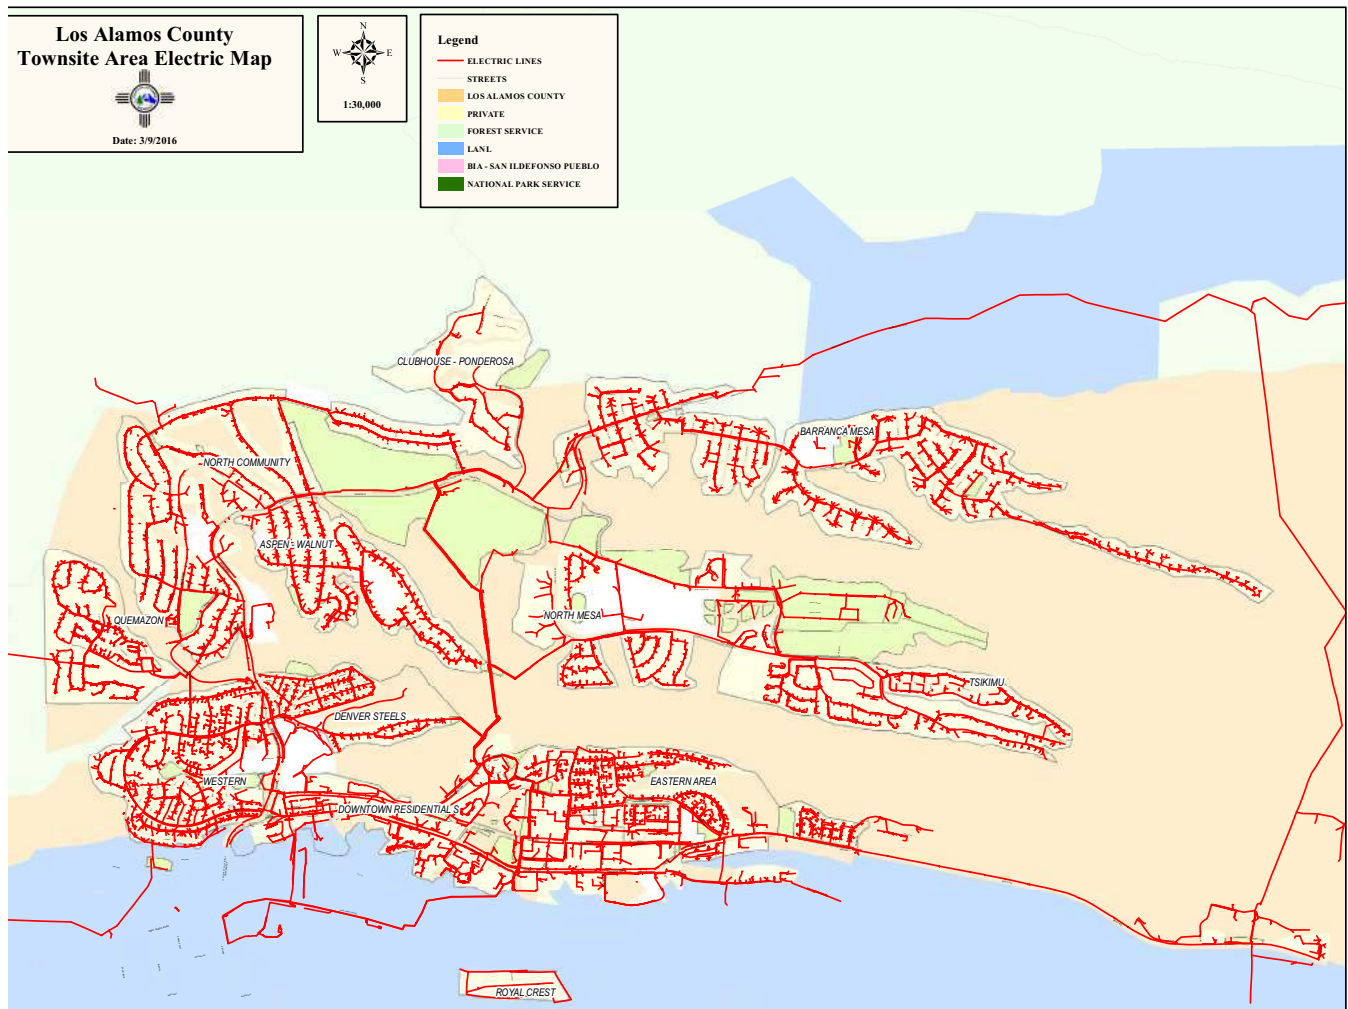 Los Alamos County
Townsite Area Electric Map
Date: 3/9/2016
N
W E
S
1:30,000
Legend
ELECTRIC LINES
STREETS
LOS ALAMOS COUNTY
PRIVATE
FOREST SERVICE
LANL
BIA - SAN ILDEFONSO PUEBLO
NATIONAL PARK SERVICE
CLUBHOUSE - PONDEROSA
BARRANCA MESA
NORTH COMMUNITY
ASPEN - WALNUT
QUEMAZON
NORTH MESA
TSIKIMU
DENVER STEELS
WESTERN
EASTERN AREA
DOWNTOWN RESIDENTIAL S
ROYAL CREST